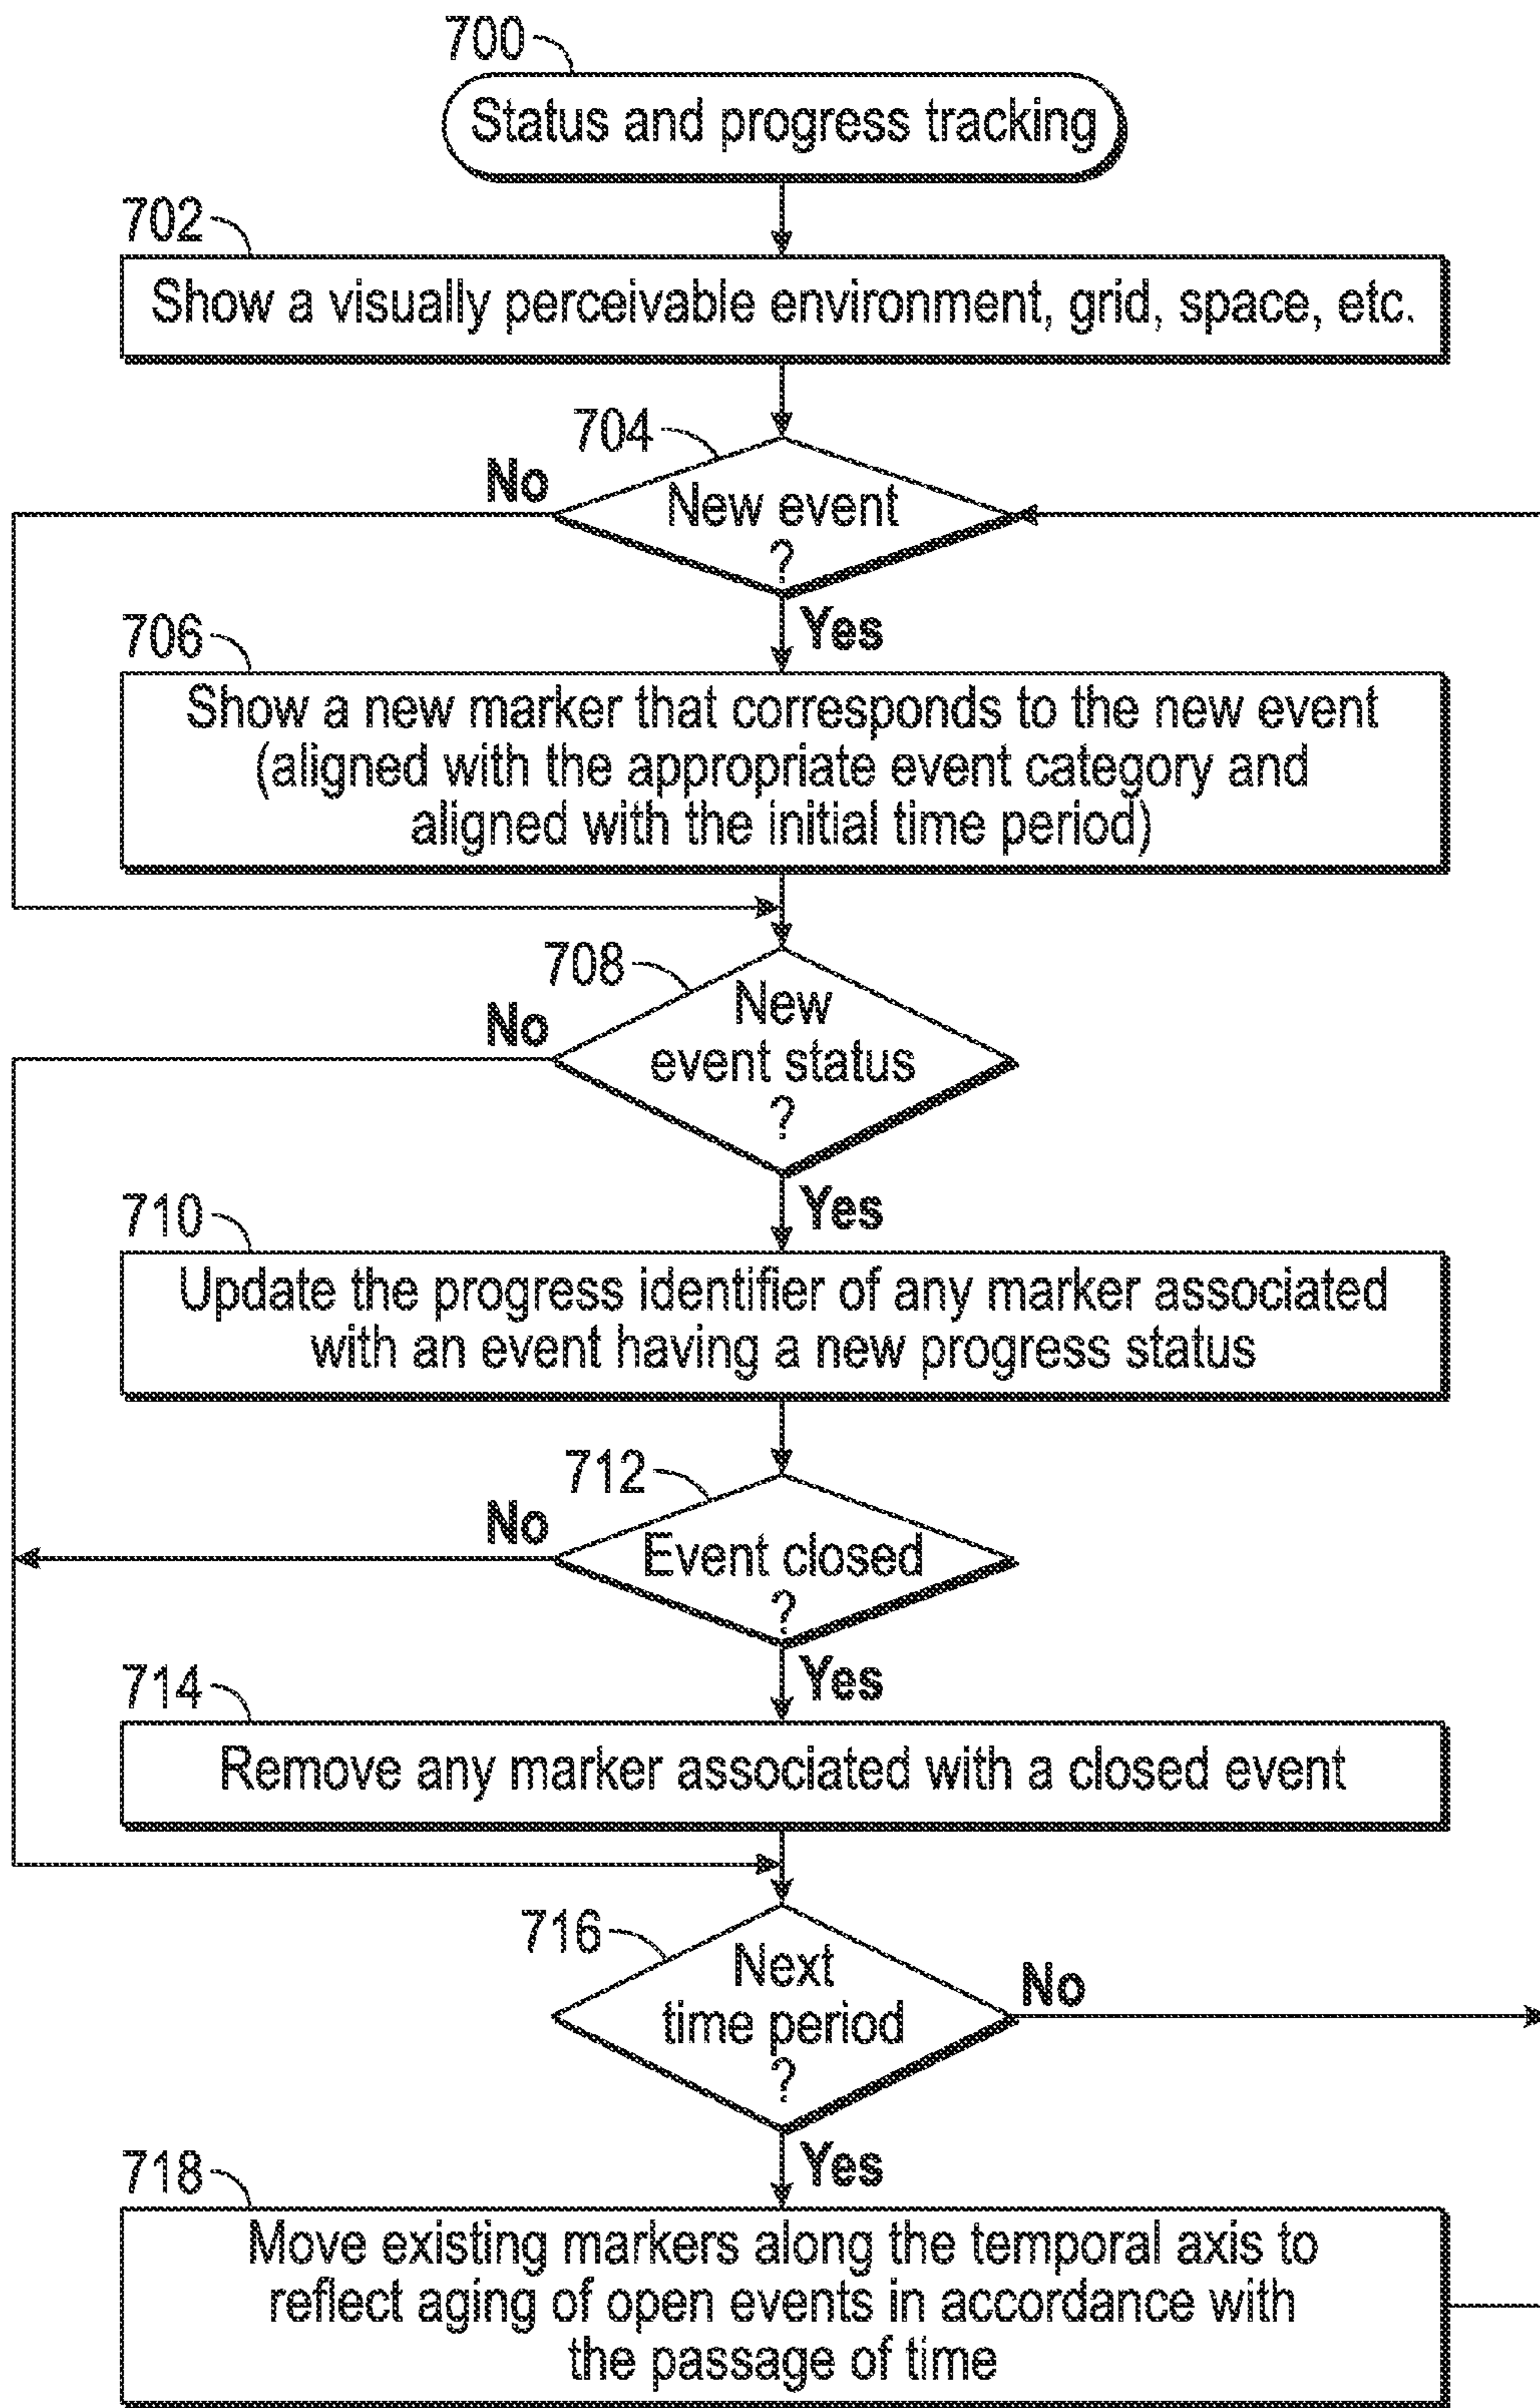 700
Status and progress tracking
702
Show a visually perceivable environment, grid, space, etc.
704
No
New event
?
Yes
706
Show a new marker that corresponds to the new event
(aligned with the appropriate event category and
aligned with the initial time period)
708
No
New
event status
?
Yes
710
Update the progress identifier of any marker associated
with an event having a new progress status
712
No
Event closed
?
Yes
714
Remove any marker associated with a closed event
716
Next
time period
?
No
Yes
718
Move existing markers along the temporal axis to
reflect aging of open events in accordance with
the passage of time